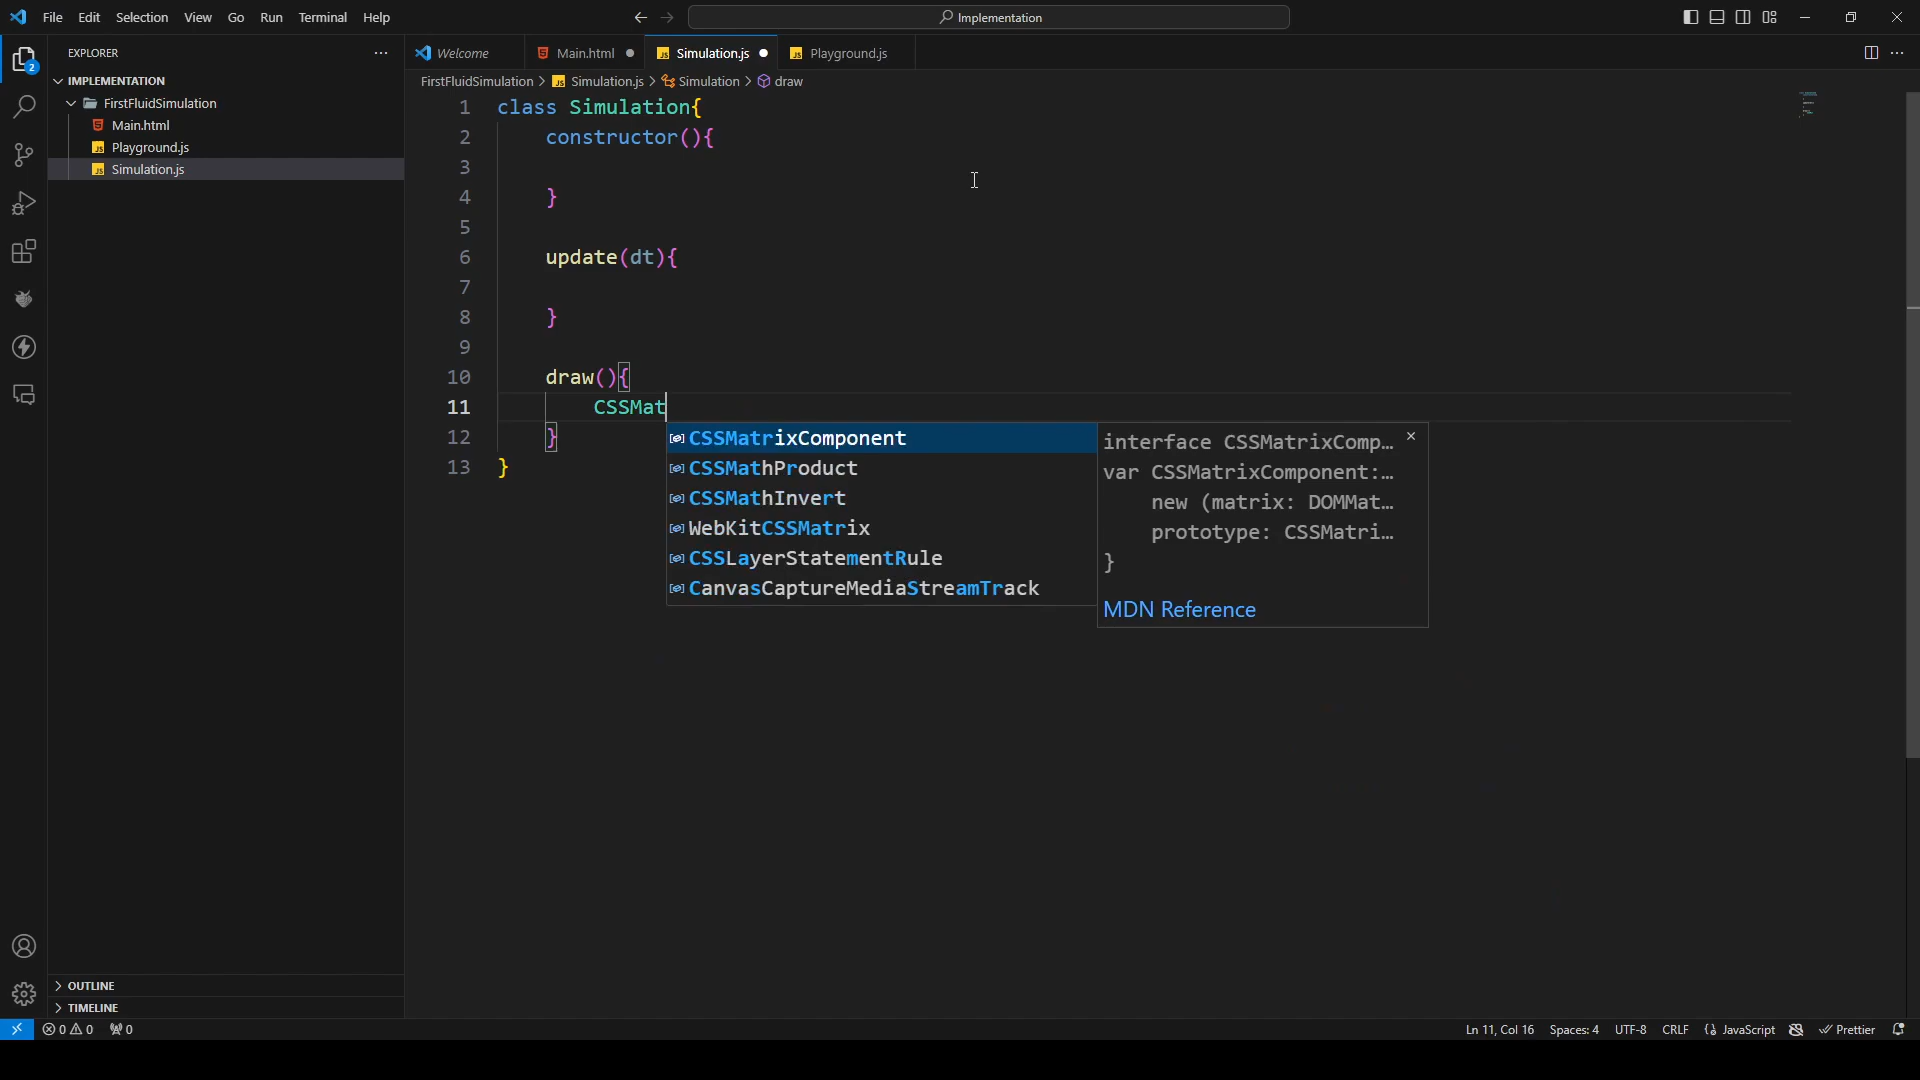 File Edit Selection View Go Run Terminal Help
Implementation
EXPLORER
Welcome
Main.html
Simulation.js
Playground.js
IMPLEMENTATION
FirstFluidSimulation
Main.html
Playground.js
Simulation.js
FirstFluidSimulation > Simulation.js > Simulation > draw
1 class Simulation{
2 constructor(){
3
4 }
5
6 update(dt){
7
8 }
9
10 draw(){
11 CSSMat
12 }
13 }
CSSMatrixComponent
CSSMathProduct
CSSMathInvert
WebKitCSSMatrix
CSSLayerStatementRule
CanvasCaptureMediaStreamTrack
interface CSSMatrixComp…
var CSSMatrixComponent:…
new (matrix: DOMMat…
prototype: CSSMatri…
}
MDN Reference
2
OUTLINE
TIMELINE
0 0 0
Ln 11, Col 16 Spaces: 4 UTF-8 CRLF JavaScript Prettier